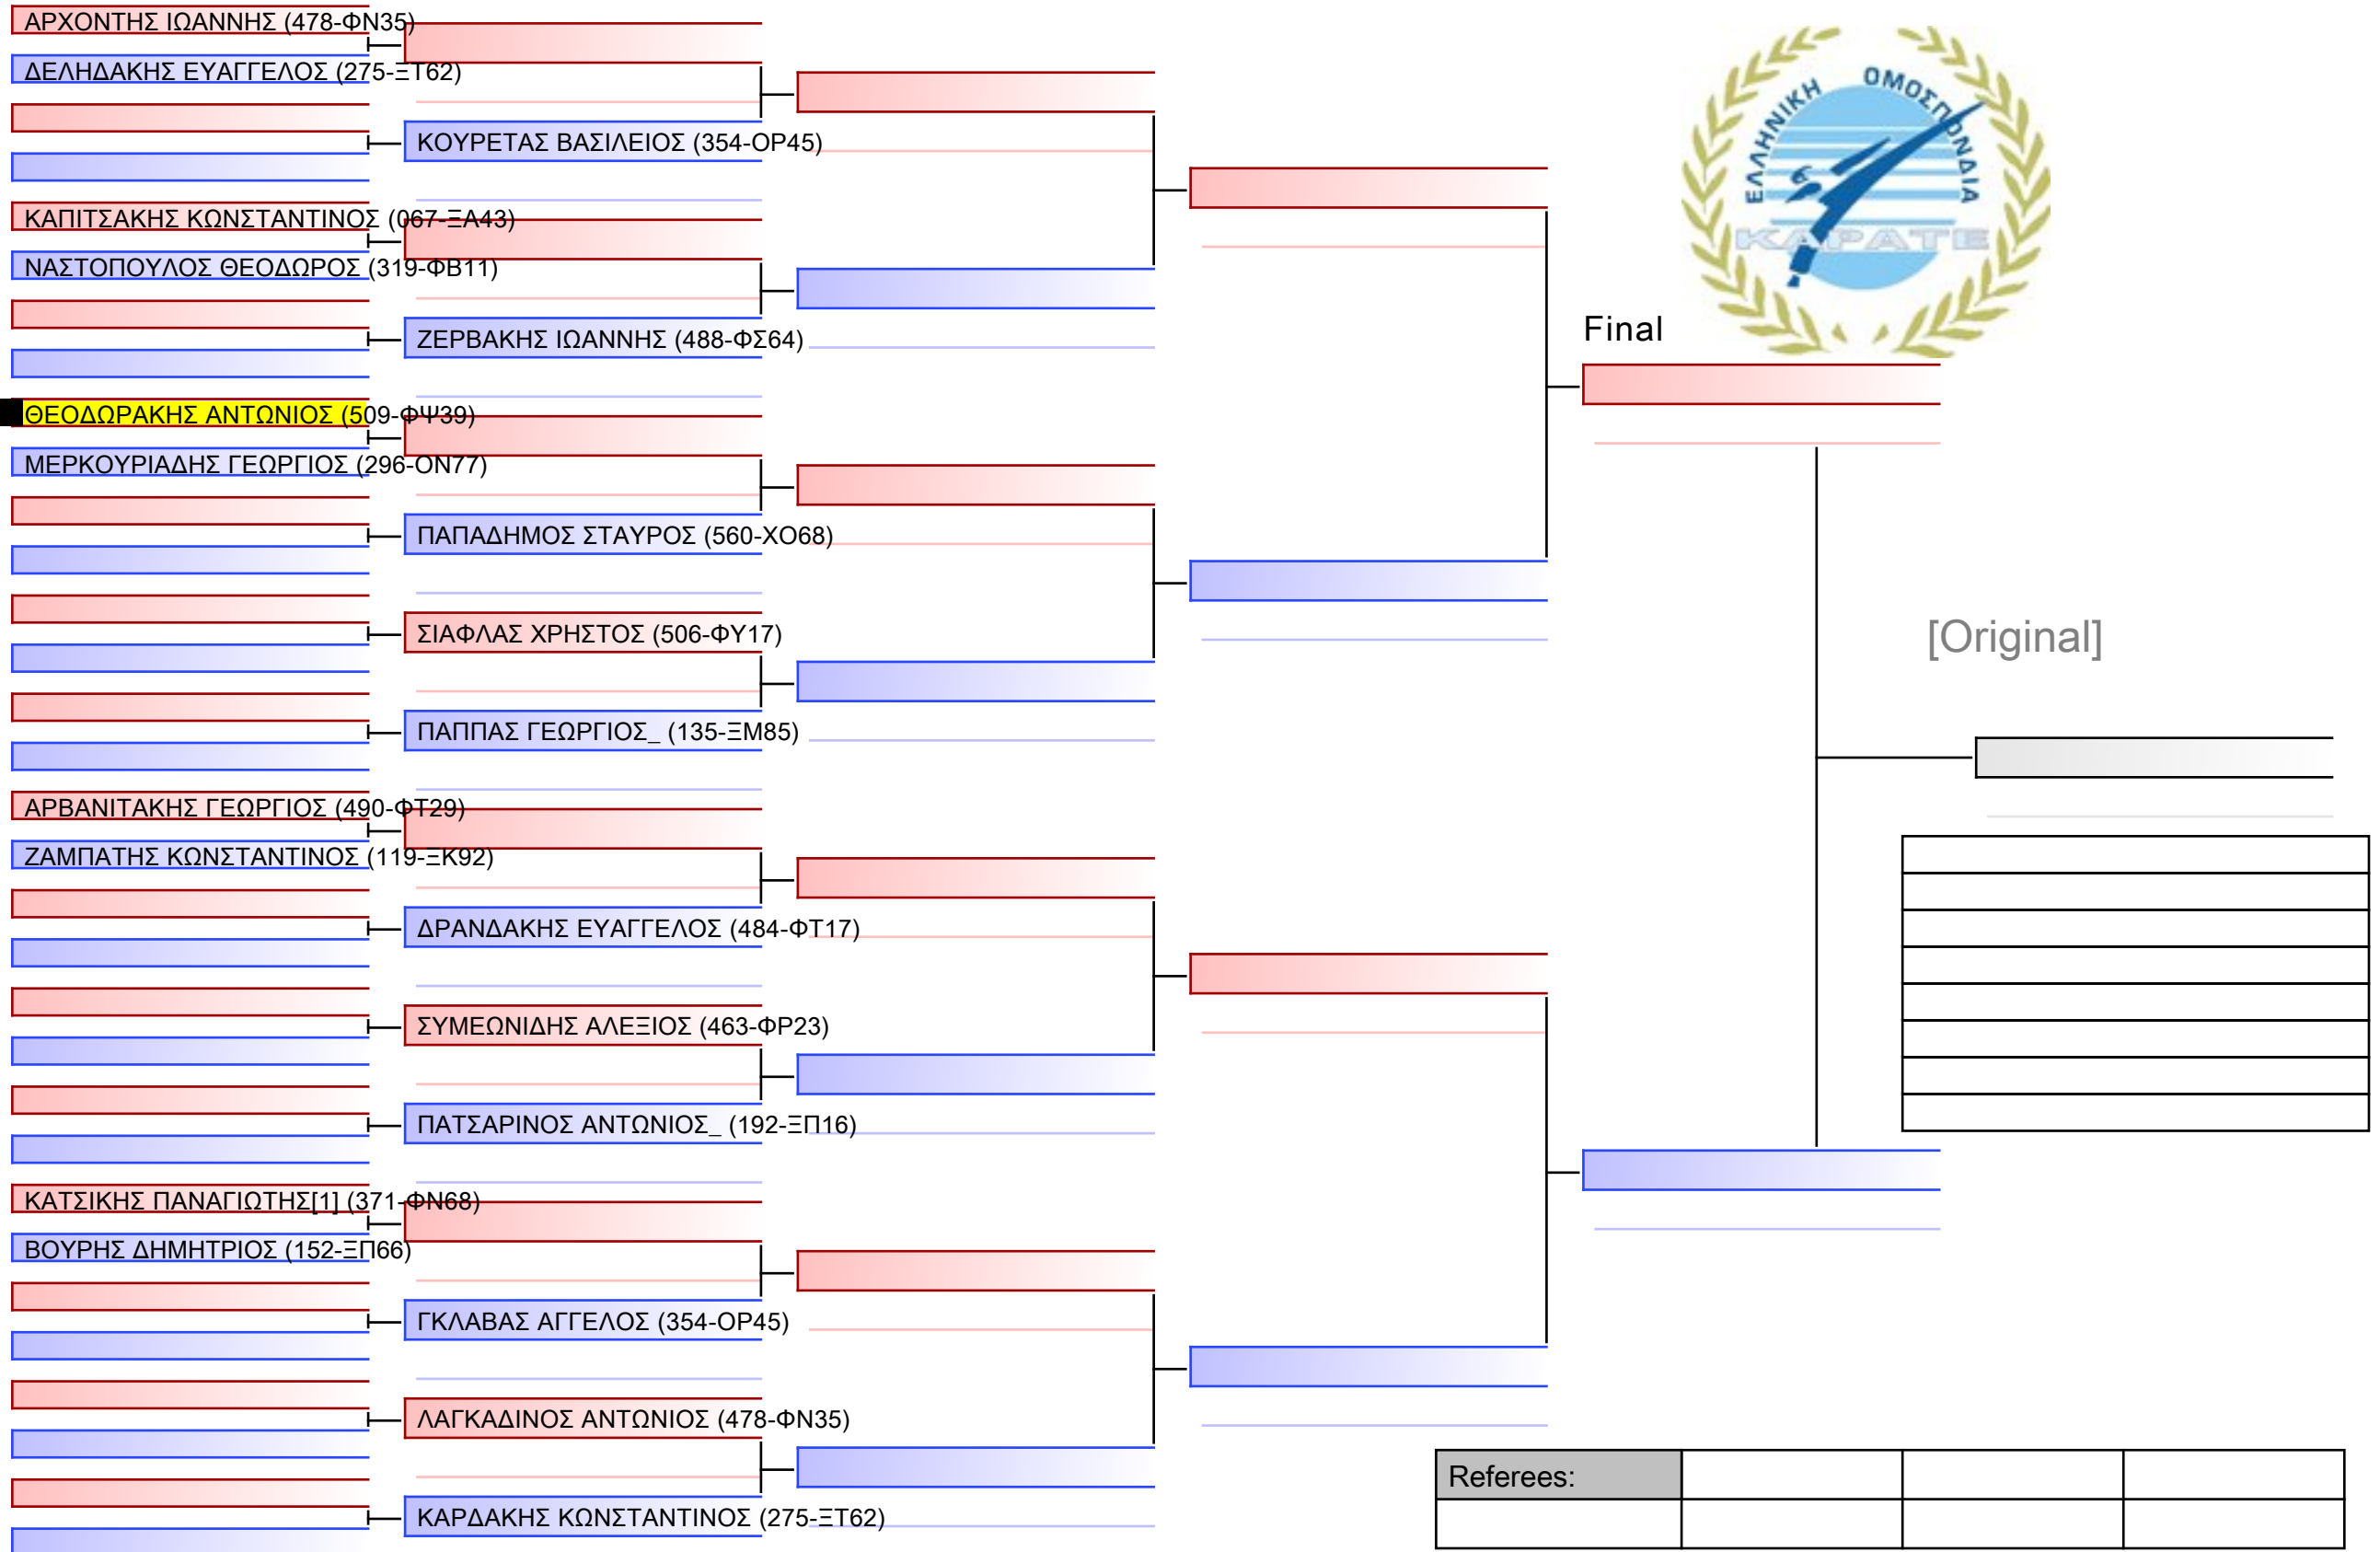 ΑΡΧΟΝΤΗΣ ΙΩΑΝΝΗΣ (478-ΦΝ35)
ΔΕΛΗΔΑΚΗΣ ΕΥΑΓΓΕΛΟΣ (275-ΞΤ62)
ΚΟΥΡΕΤΑΣ ΒΑΣΙΛΕΙΟΣ (354-ΟΡ45)
ΚΑΠΙΤΣΑΚΗΣ ΚΩΝΣΤΑΝΤΙΝΟΣ (067-ΞΑ43)
ΝΑΣΤΟΠΟΥΛΟΣ ΘΕΟΔΩΡΟΣ (319-ΦΒ11)
ΖΕΡΒΑΚΗΣ ΙΩΑΝΝΗΣ (488-ΦΣ64)
ΘΕΟΔΩΡΑΚΗΣ ΑΝΤΩΝΙΟΣ (509-ΦΨ39)
ΜΕΡΚΟΥΡΙΑΔΗΣ ΓΕΩΡΓΙΟΣ (296-ΟΝ77)
ΠΑΠΑΔΗΜΟΣ ΣΤΑΥΡΟΣ (560-ΧΟ68)
ΣΙΑΦΛΑΣ ΧΡΗΣΤΟΣ (506-ΦΥ17)
ΠΑΠΠΑΣ ΓΕΩΡΓΙΟΣ_ (135-ΞΜ85)
ΑΡΒΑΝΙΤΑΚΗΣ ΓΕΩΡΓΙΟΣ (490-ΦΤ29)
ΖΑΜΠΑΤΗΣ ΚΩΝΣΤΑΝΤΙΝΟΣ (119-ΞΚ92)
ΔΡΑΝΔΑΚΗΣ ΕΥΑΓΓΕΛΟΣ (484-ΦΤ17)
ΣΥΜΕΩΝΙΔΗΣ ΑΛΕΞΙΟΣ (463-ΦΡ23)
ΠΑΤΣΑΡΙΝΟΣ ΑΝΤΩΝΙΟΣ_ (192-ΞΠ16)
ΚΑΤΣΙΚΗΣ ΠΑΝΑΓΙΩΤΗΣ[1] (371-ΦΝ68)
ΒΟΥΡΗΣ ΔΗΜΗΤΡΙΟΣ (152-ΞΠ66)
ΓΚΛΑΒΑΣ ΑΓΓΕΛΟΣ (354-ΟΡ45)
ΛΑΓΚΑΔΙΝΟΣ ΑΝΤΩΝΙΟΣ (478-ΦΝ35)
ΚΑΡΔΑΚΗΣ ΚΩΝΣΤΑΝΤΙΝΟΣ (275-ΞΤ62)
ΕΛΛΗΝΙΚΗ ΟΜΟΣΠΟΝΔΙΑ
ΚΑΡΑΤΕ
Final
[Original]
Referees: